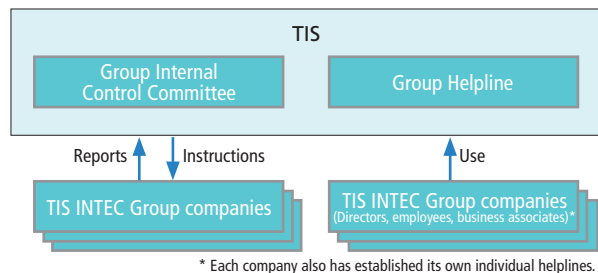 TIS
Group Internal
Control Committee
Group Helpline
Reports
Instructions
Use
TIS INTEC Group companies
TIS INTEC Group companies
(Directors, employees, business associates)*
* Each company also has established its own individual helplines.